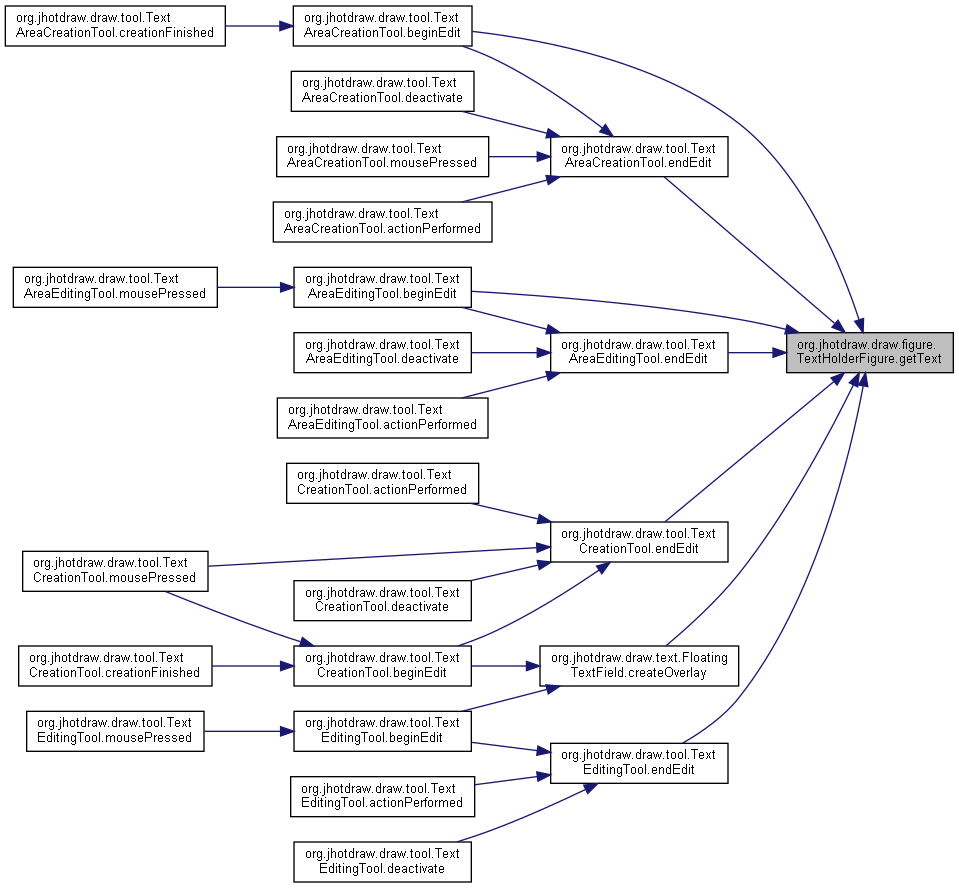 org.jhotdraw.draw.tool.Text
AreaCreationTool.creationFinished
org.jhotdraw.draw.tool.Text
AreaCreationTool.beginEdit
org.jhotdraw.draw.tool.Text
AreaCreationTool.deactivate
org.jhotdraw.draw.tool.Text
AreaCreationTool.mousePressed
org.jhotdraw.draw.tool.Text
AreaCreationTool.endEdit
org.jhotdraw.draw.tool.Text
AreaCreationTool.actionPerformed
org.jhotdraw.draw.tool.Text
AreaEditingTool.mousePressed
org.jhotdraw.draw.tool.Text
AreaEditingTool.beginEdit
org.jhotdraw.draw.tool.Text
AreaEditingTool.deactivate
org.jhotdraw.draw.tool.Text
AreaEditingTool.endEdit
org.jhotdraw.draw.figure.
TextHolderFigure.getText
org.jhotdraw.draw.tool.Text
AreaEditingTool.actionPerformed
org.jhotdraw.draw.tool.Text
CreationTool.actionPerformed
org.jhotdraw.draw.tool.Text
CreationTool.endEdit
org.jhotdraw.draw.tool.Text
CreationTool.mousePressed
org.jhotdraw.draw.tool.Text
CreationTool.deactivate
org.jhotdraw.draw.tool.Text
CreationTool.creationFinished
org.jhotdraw.draw.tool.Text
CreationTool.beginEdit
org.jhotdraw.draw.text.Floating
TextField.createOverlay
org.jhotdraw.draw.tool.Text
EditingTool.mousePressed
org.jhotdraw.draw.tool.Text
EditingTool.beginEdit
org.jhotdraw.draw.tool.Text
EditingTool.endEdit
org.jhotdraw.draw.tool.Text
EditingTool.actionPerformed
org.jhotdraw.draw.tool.Text
EditingTool.deactivate